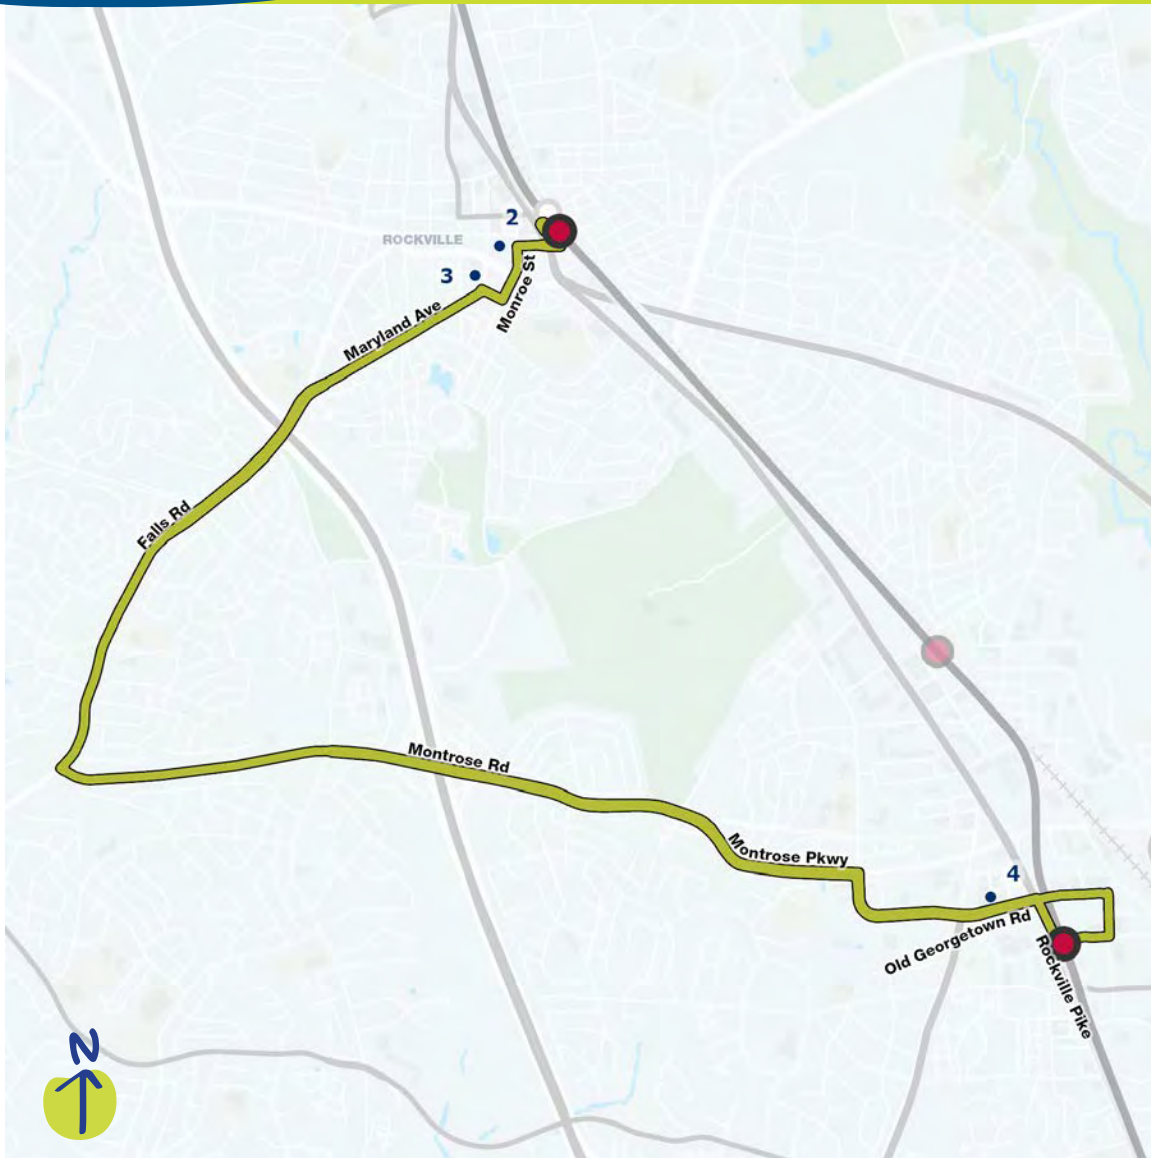 2
ROCKVILLE
3
Monroe St
Maryland Ave
Falls Rd
Montrose Rd
Montrose Pkwy
4
Old Georgetown Rd
Rockville Pike
N